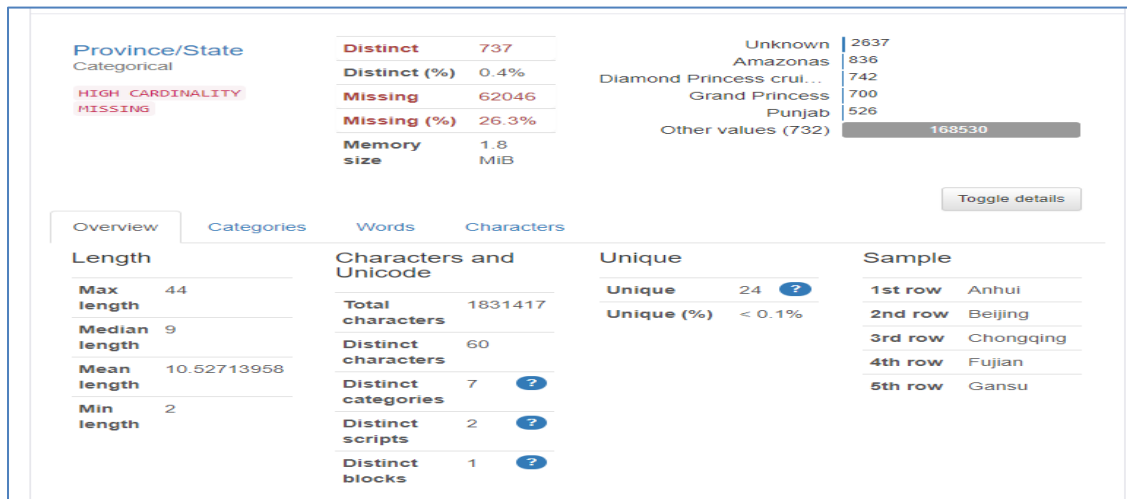 Province/State
Categorical
HIGH CARDINALITY
MISSING
Distinct 737
Distinct (%) 0.4%
Missing 62046
Missing (%) 26.3%
Memory size 1.8 MiB
Unknown 2637
Amazonas 836
Diamond Princess crui... 742
Grand Princess 700
Punjab 526
Other values (732) 168530
Toggle details
Overview Categories Words Characters
Length
Max length 44
Median length 9
Mean length 10.52713958
Min length 2
Characters and Unicode
Total characters 1831417
Distinct characters 60
Distinct categories 7 ?
Distinct scripts 2 ?
Distinct blocks 1 ?
Unique
Unique 24 ?
Unique (%) < 0.1%
Sample
1st row Anhui
2nd row Beijing
3rd row Chongqing
4th row Fujian
5th row Gansu